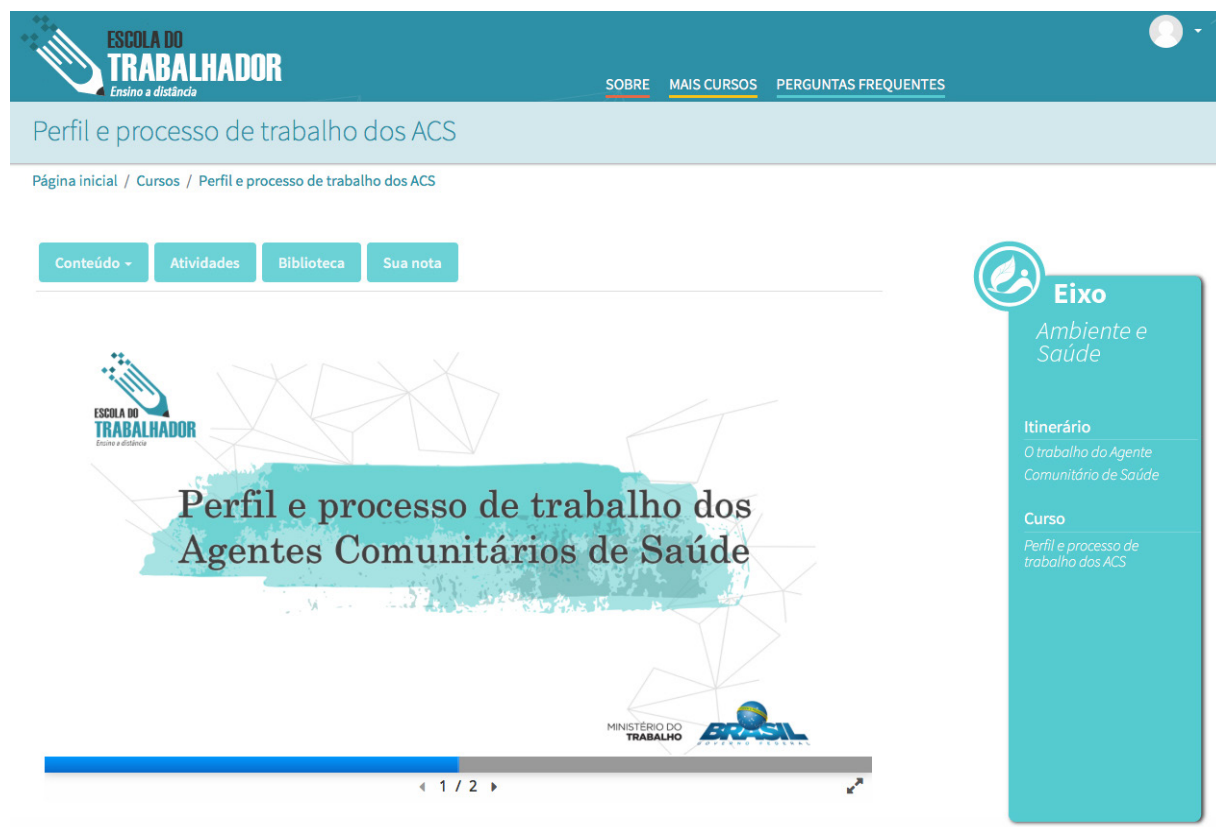 ESCOLA DO
TRABALHADOR
Ensino a distância
SOBRE MAIS CURSOS PERGUNTAS FREQUENTES
Perfil e processo de trabalho dos ACS
Página inicial / Cursos / Perfil e processo de trabalho dos ACS
Conteúdo Atividades Biblioteca Sua nota
ESCOLA DO
TRABALHADOR
Ensino a distância
Perfil e processo de trabalho dos
Agentes Comunitários de Saúde
MINISTÉRIO DO
TRABALHO
BRASIL
GOVERNO FEDERAL
1 / 2
Eixo
Ambiente e
Saúde
Itinerário
O trabalho do Agente
Comunitário de Saúde
Curso
Perfil e processo de
trabalho dos ACS